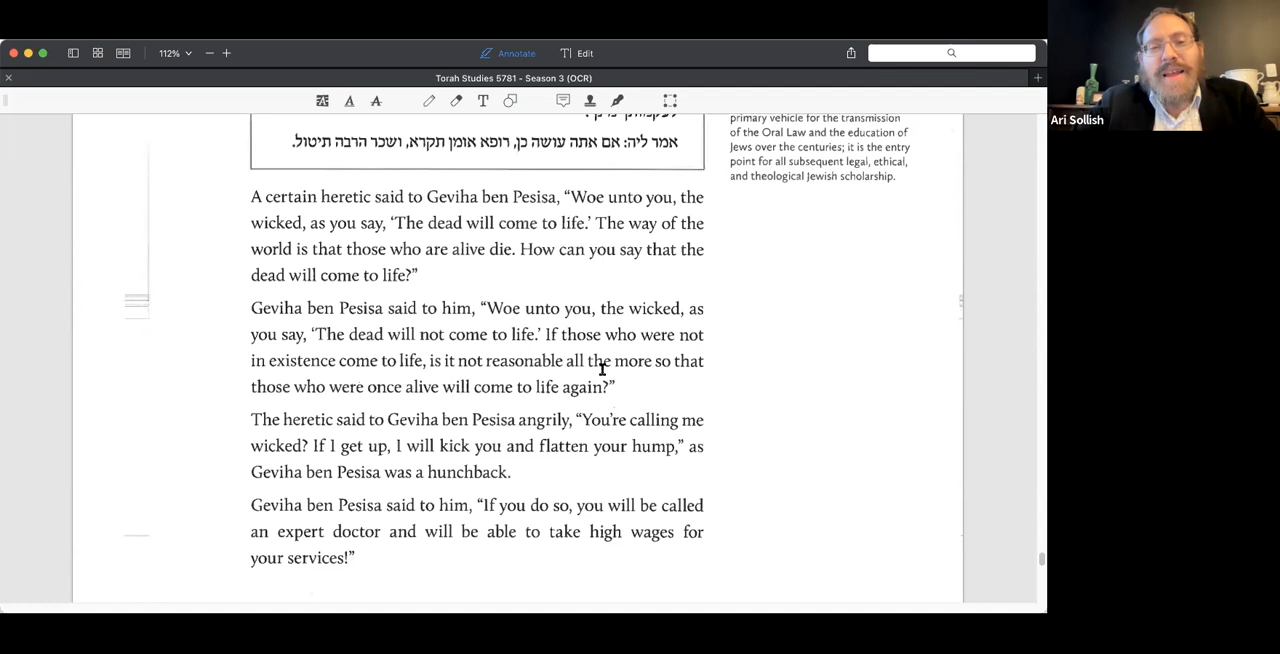 112%
Annotate
Edit
Torah Studies 5781 - Season 3 (OCR)
Ari Sollish
אמר ליה: אם אתה עושה כן, רופא אומן תקרא, ושכר הרבה תיטול.
A certain heretic said to Geviha ben Pesisa, “Woe unto you, the
wicked, as you say, ‘The dead will come to life.’ The way of the
world is that those who are alive die. How can you say that the
dead will come to life?”
Geviha ben Pesisa said to him, “Woe unto you, the wicked, as
you say, ‘The dead will not come to life.’ If those who were not
in existence come to life, is it not reasonable all the more so that
those who were once alive will come to life again?”
The heretic said to Geviha ben Pesisa angrily, “You’re calling me
wicked? If I get up, I will kick you and flatten your hump,” as
Geviha ben Pesisa was a hunchback.
Geviha ben Pesisa said to him, “If you do so, you will be called
an expert doctor and will be able to take high wages for
your services!”
primary vehicle for the transmission
of the Oral Law and the education of
Jews over the centuries; it is the entry
point for all subsequent legal, ethical,
and theological Jewish scholarship.